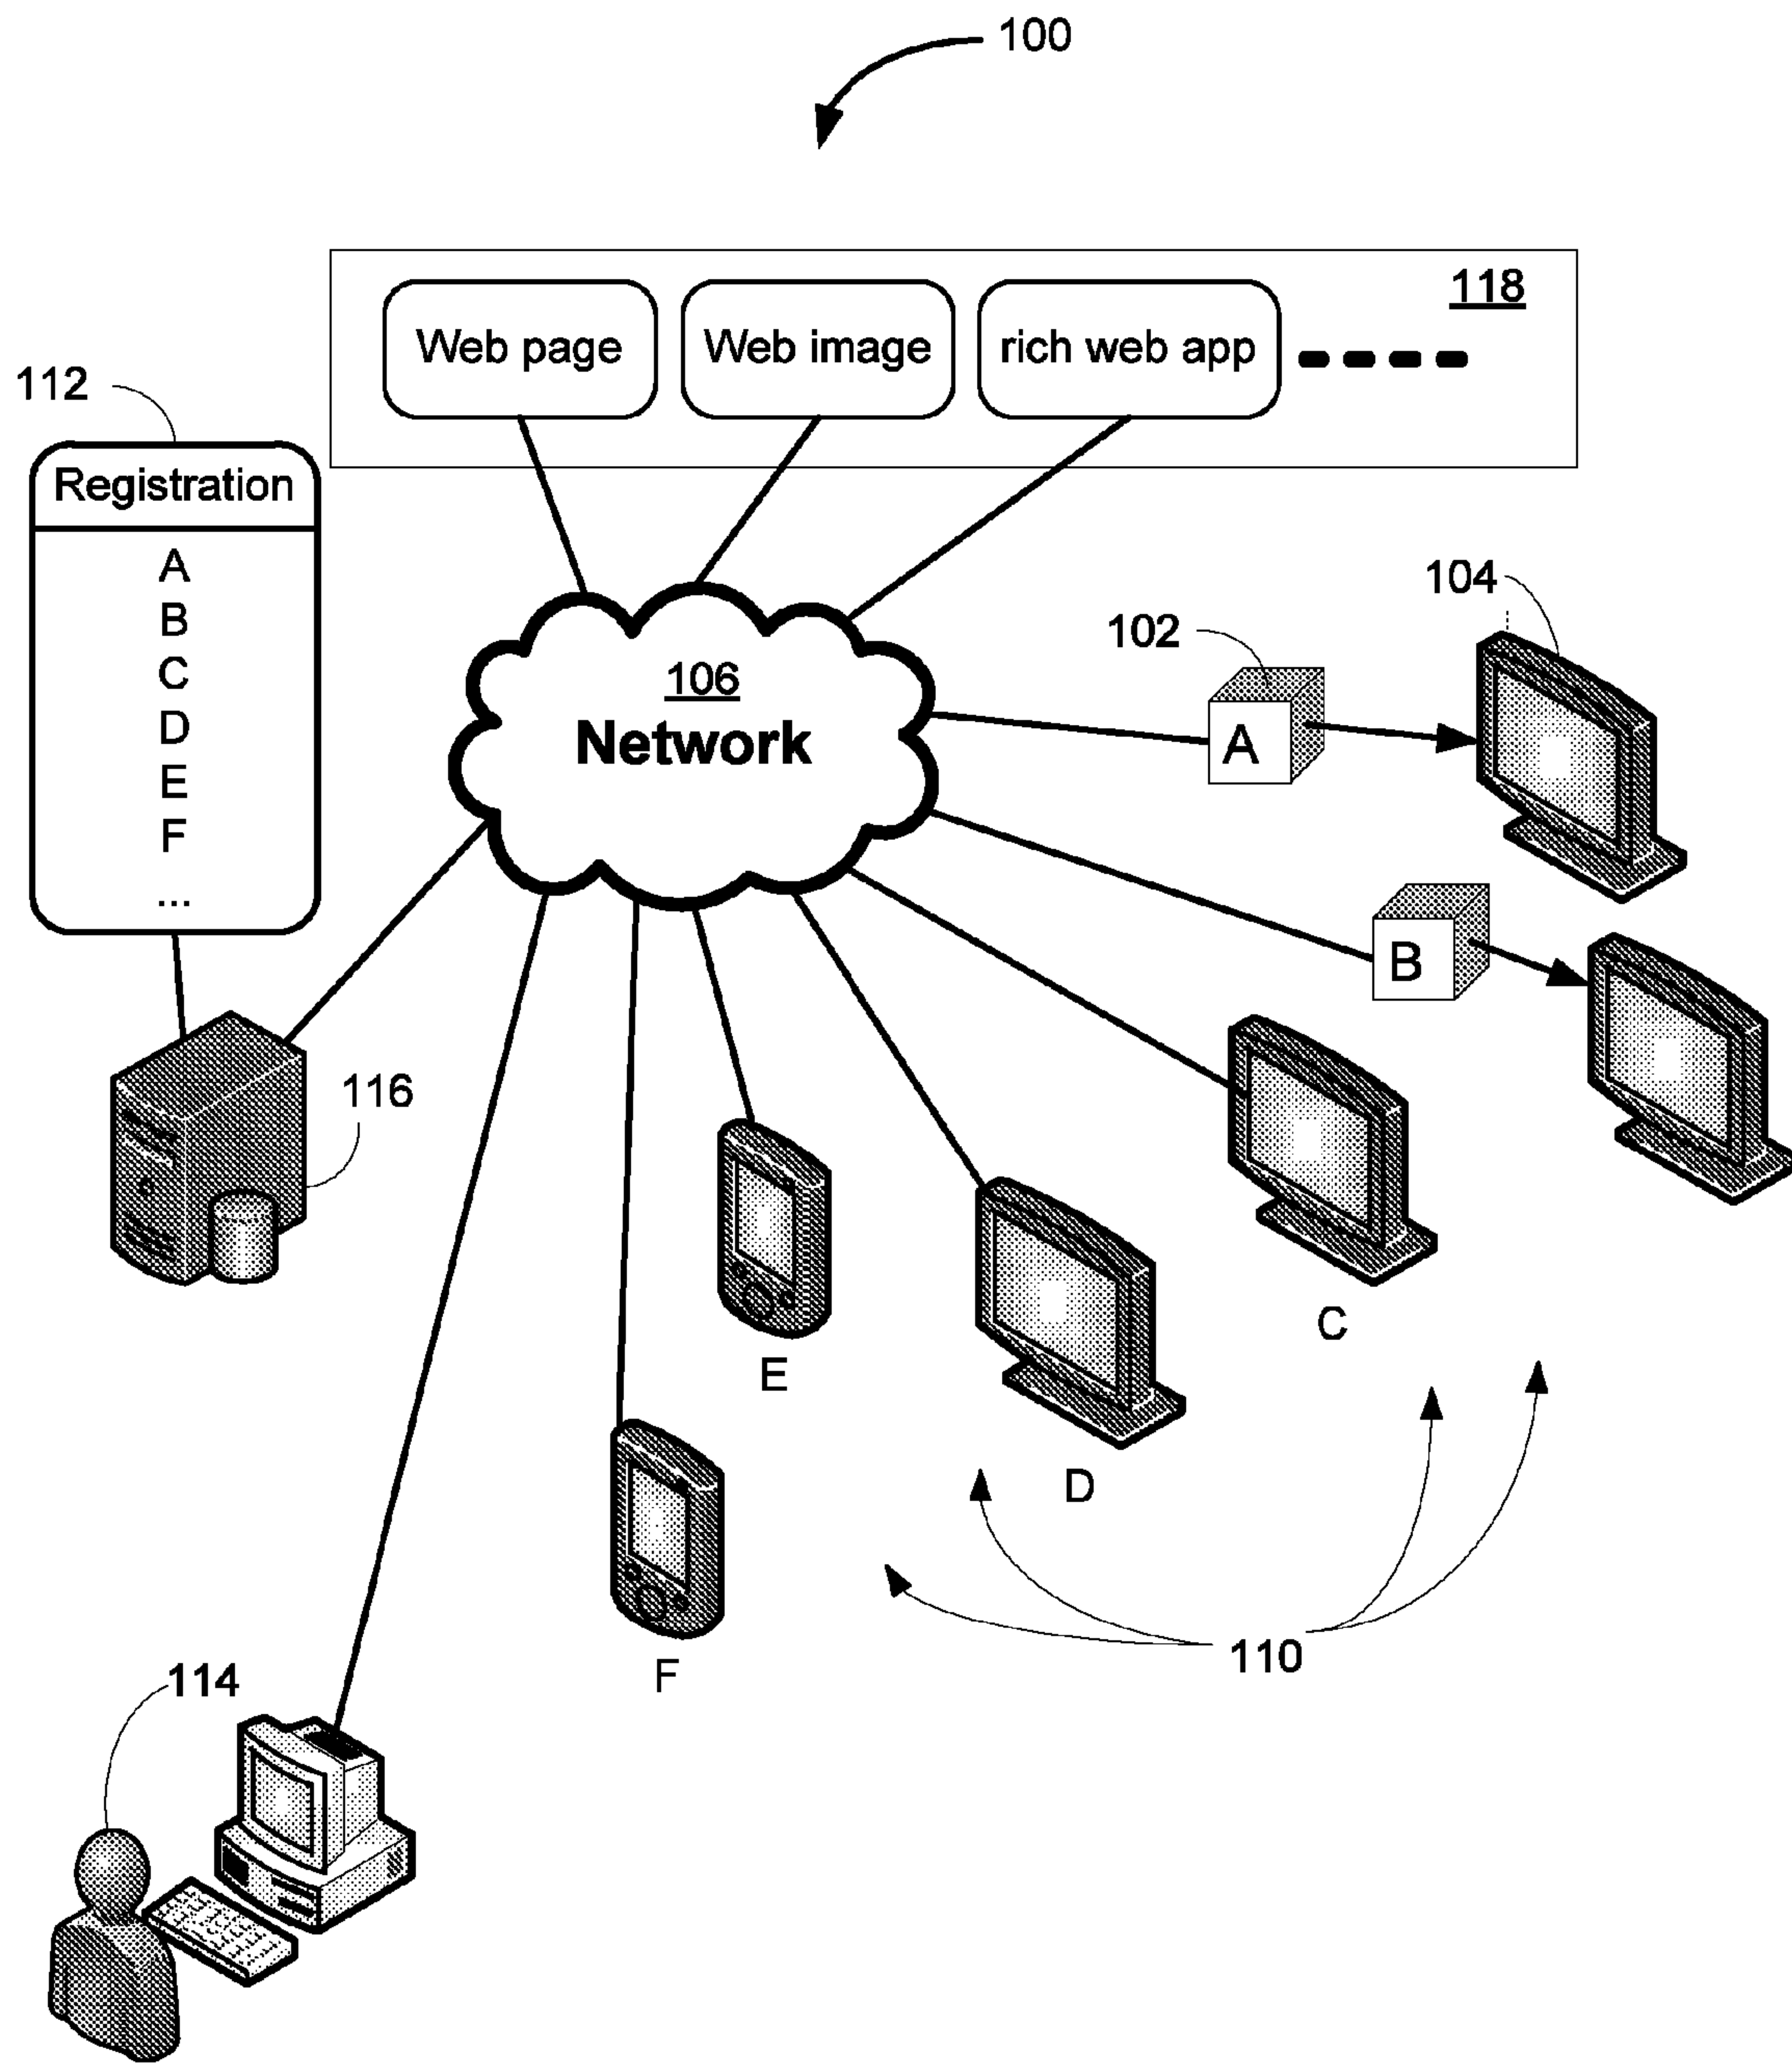 100
118
Web page
Web image
rich web app
112
Registration
A
B
C
D
E
F
...
106
Network
102
104
A
B
116
C
E
D
F
110
114